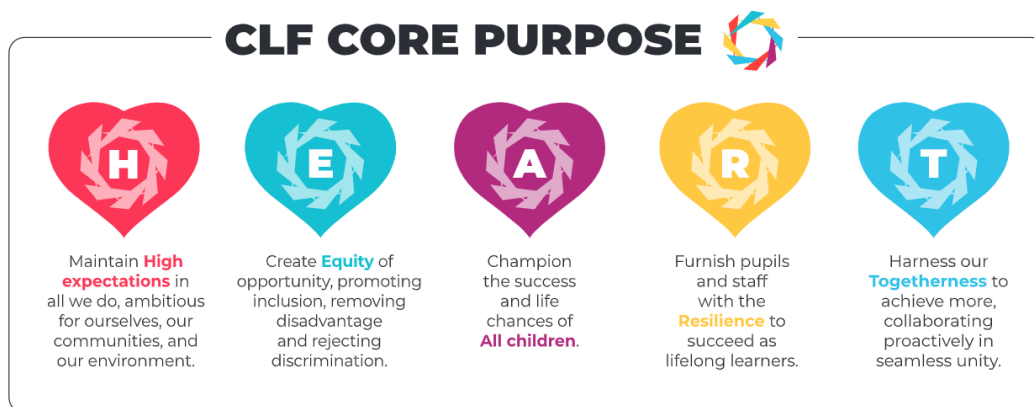 CLF CORE PURPOSE
H
E
A
R
T
Maintain High
expectations in
all we do, ambitious
for ourselves, our
communities, and
our environment.
Create Equity of
opportunity, promoting
inclusion, removing
disadvantage
and rejecting
discrimination.
Champion
the success
and life
chances of
All children.
Furnish pupils
and staff
with the
Resilience to
succeed as
lifelong learners.
Harness our
Togetherness to
achieve more,
collaborating
proactively in
seamless unity.